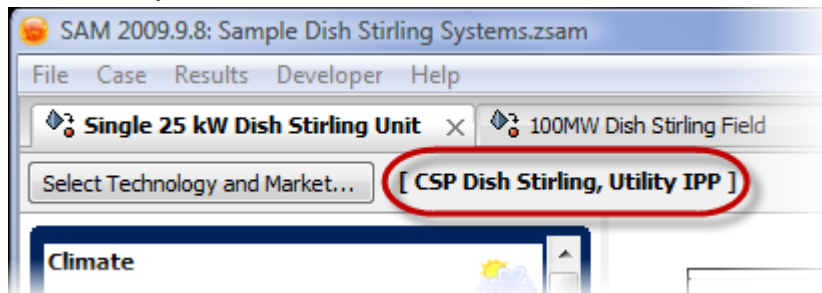 SAM 2009.9.8: Sample Dish Stirling Systems.zsam
File Case Results Developer Help
Single 25 kW Dish Stirling Unit 100MW Dish Stirling Field
Select Technology and Market... [ CSP Dish Stirling, Utility IPP ]
Climate